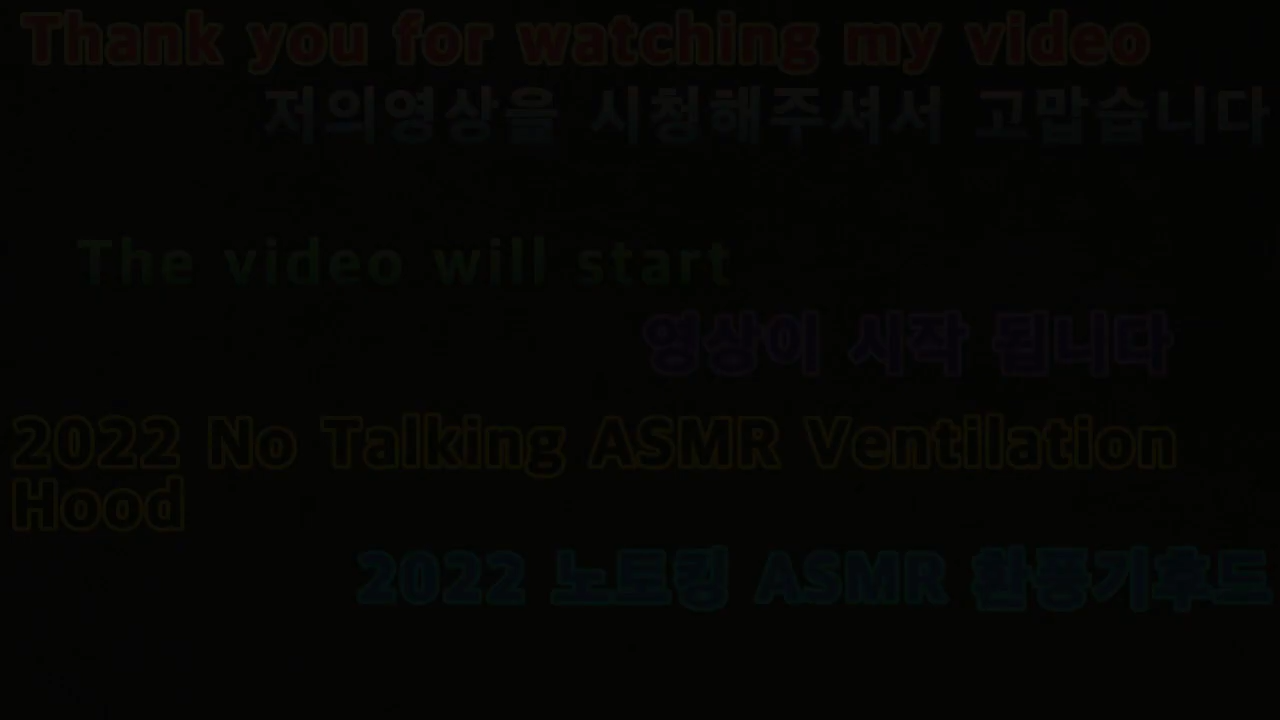 Thank you for watching my video
저의영상을 시청해주셔서 고맙습니다
The video will start
영상이 시작 됩니다
2022 No Talking ASMR Ventilation
Hood
2022 노토킹 ASMR 환풍기후드